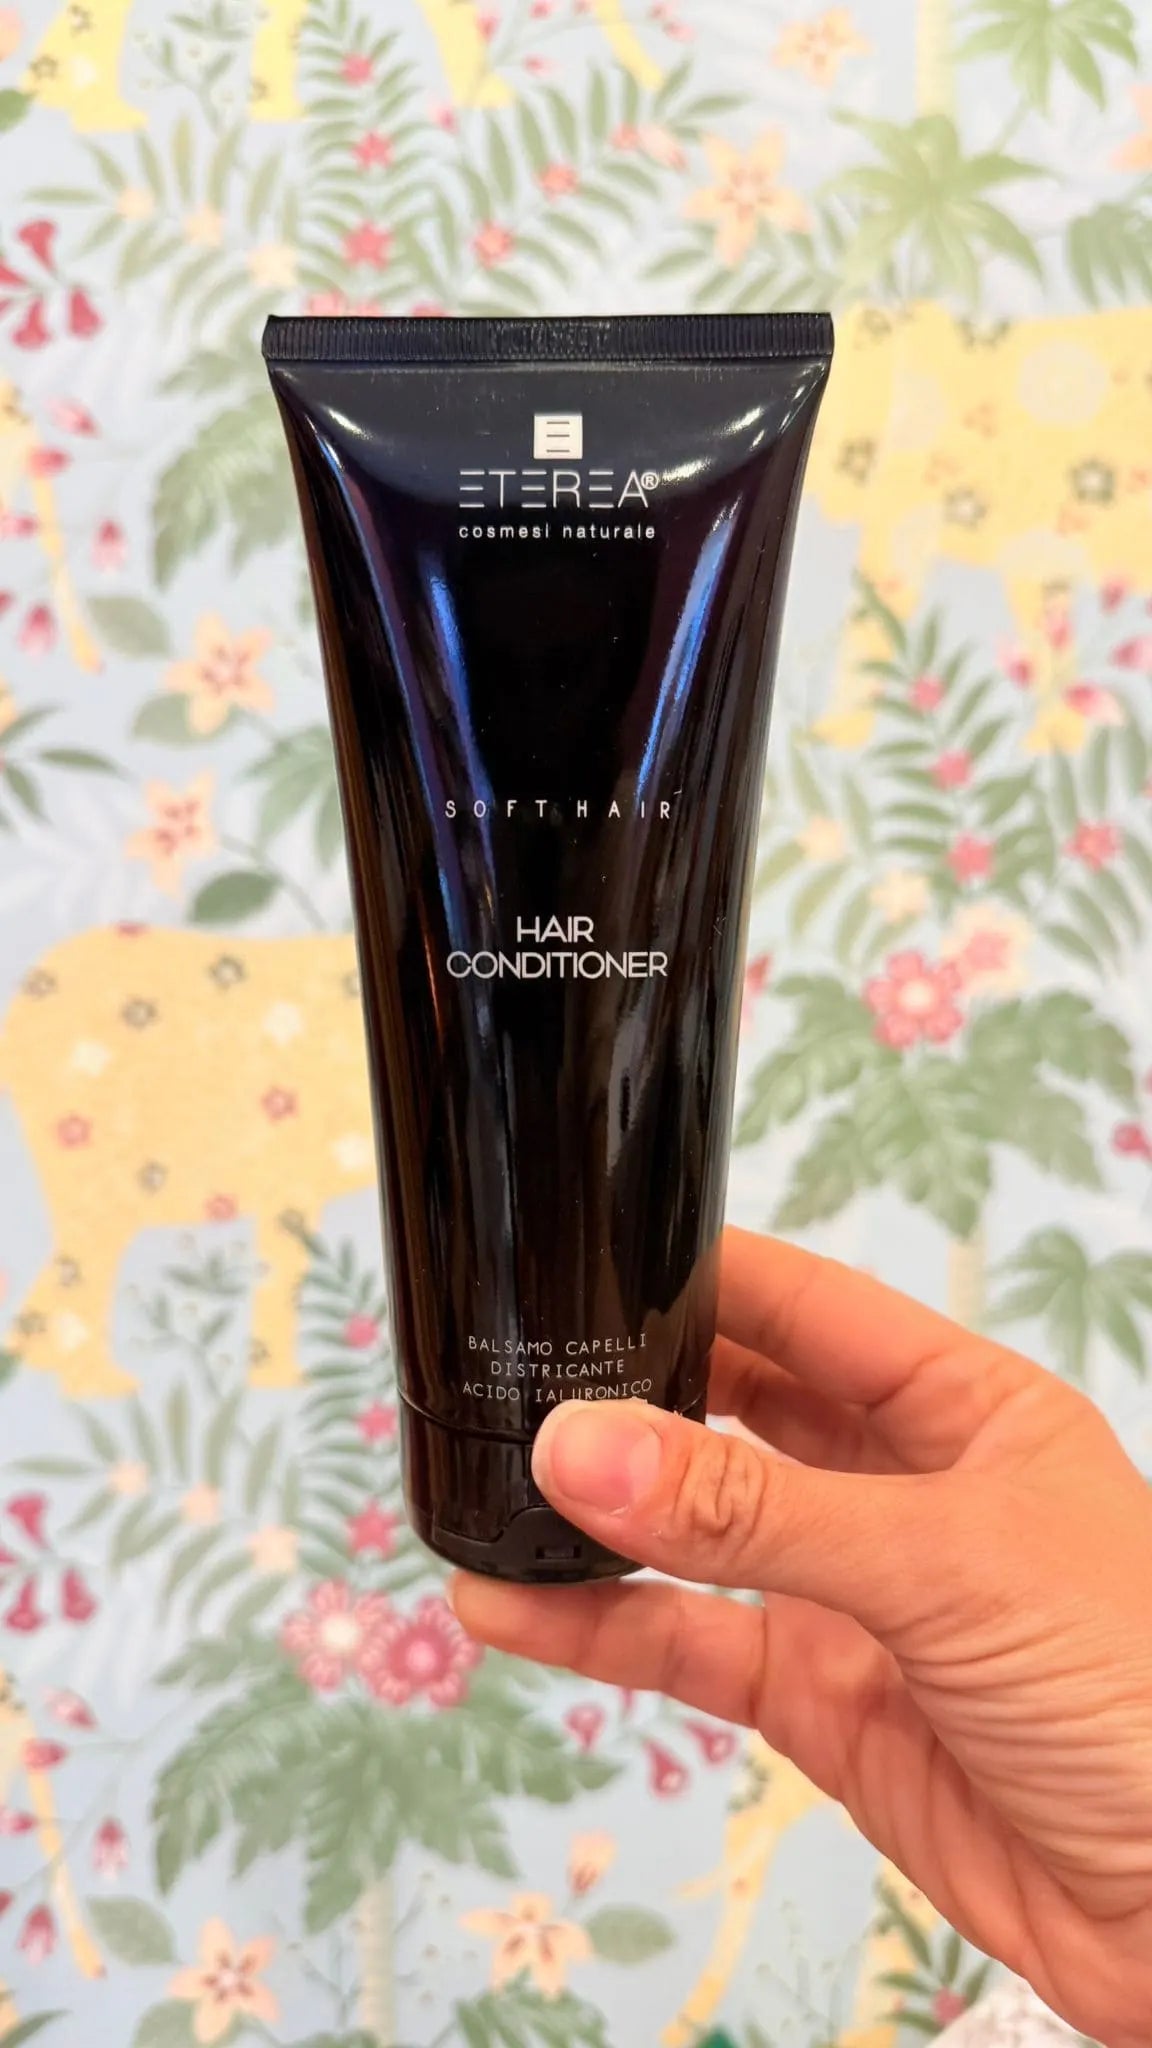 ETEREA®
cosmesi naturale
SOFT HAIR
HAIR
CONDITIONER
BALSAMO CAPELLI
DISTRICANTE
ACIDO IALURONICO